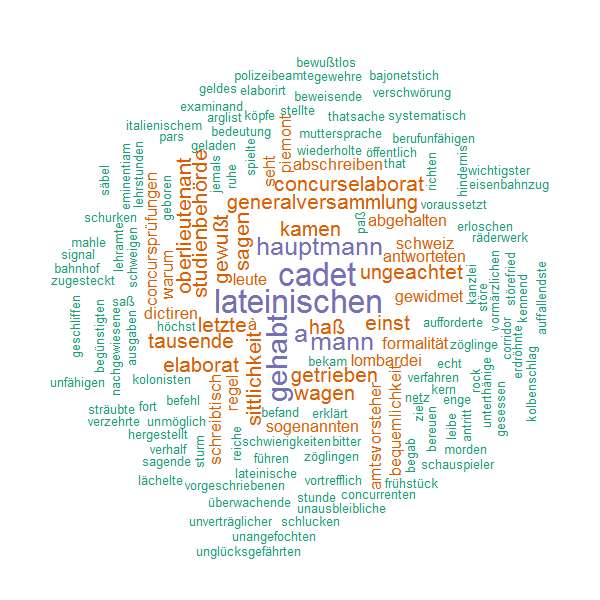 bewußtlos
polizeibeamte
gewehre
bajonetstich
geldes
elaborirt
beweisende
verschwörung
examinand
arglist
köpfe
stellte
thatsache
systematisch
italienischem
bedeutung
muttersprache
berufunfähigen
pars
geladen
wiederholte
öffentlich
eminentiam
lehrstunden
jemals
ruhe
spielte
seht
piemont
abschreiben
that
richten
hindernis
wichtigster
eisenbahnzug
säbel
geboren
oberlieutenant
studienbehörde
concurselaborat
generalversammlung
voraussetzt
schurken
concursprüfungen
gewußt
sagen
kamen
paß
abgehalten
erloschen
räderwerk
mahle
signal
bahnhof
zugesteckt
lehramte
schweigen
warum
hauptmann
schweiz
antworteten
leute
cadet
ungeachtet
kanzlei
störe
vormärzlichen
störefried
kennend
auffallendste
lateinischen
gewidmet
geschliffen
begünstigten
nachgewiesene
saß
ausgaben
dictiren
höchst
letzte
à
gehabt
a
haß
mann
einst
aufforderte
tausende
formalität
zöglinge
corridor
erdröhnte
kolbenschlag
unfähigen
kolonisten
elaborat
sittlichkeit
bekam
lombardei
echt
verfahren
getrieben
kern
rock
unterthänige
gesessen
befehl
schreibtisch
regel
wagen
amtsvorsteher
bequemlichkeit
netz
enge
sträubte
fort
verzehrte
unmöglich
befand
erklärt
sogenannten
ziel
bereuen
leibe
antritt
hergestellt
verhalf
sagende
sturm
reiche
schwierigkeiten
bitter
begab
morden
schauspieler
führen
zöglingen
lächelte
lateinische
vortrefflich
frühstück
vorgeschriebenen
stunde
concurrenten
überwachende
unausbleibliche
unverträglicher
schlucken
unangefochten
unglücksgefährten